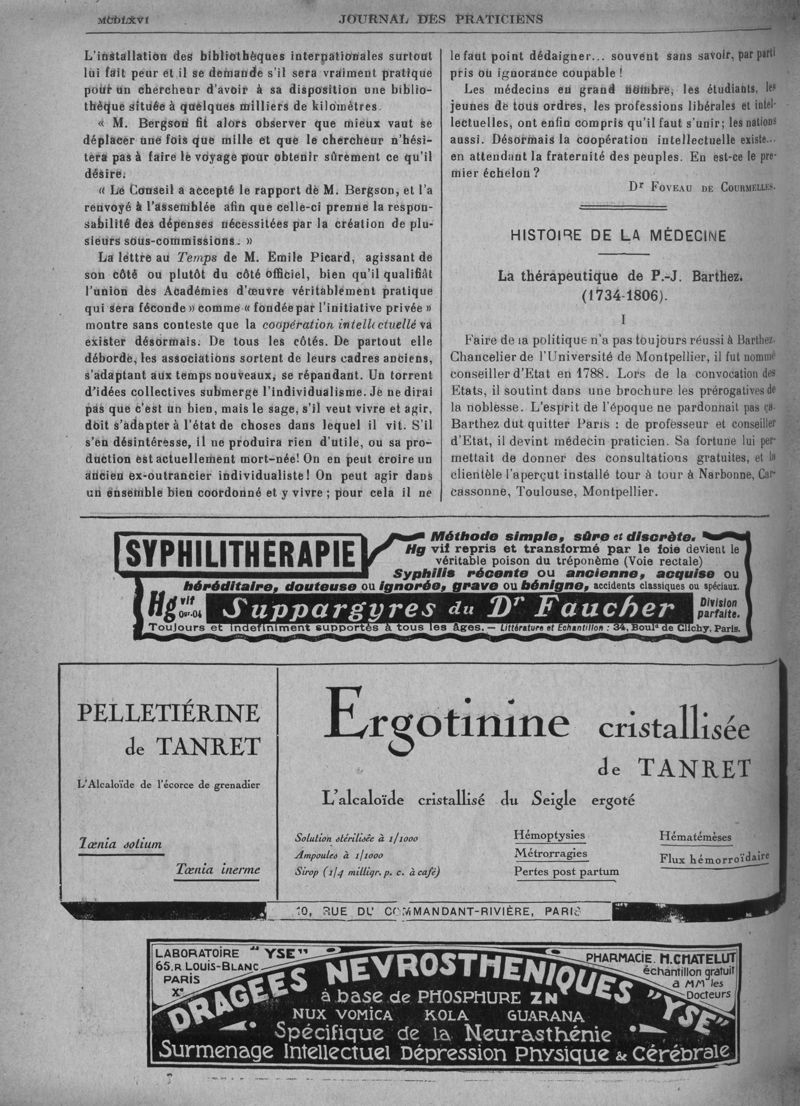 MCDLXVI
JOURNAL DES PRATICIENS
L'installation des bibliothèques internationales surtout
lui fait peur et il se demande s'il sera vraiment pratique
pour un chercheur d'avoir à sa disposition une biblio-
thèque située à quelques milliers de kilomètres.
« M. Bergson fit alors observer que mieux vaut se
déplacer une fois que mille et que le chercheur n'hési-
tera pas à faire le voyage pour obtenir sûrement ce qu'il
désire.
« Le Conseil a accepté le rapport de M. Bergson, et l'a
renvoyé à l'assemblée afin que celle-ci prenne la respon-
sabilité des dépenses nécessitées par la création de plu-
sieurs sous-commissions. »
La lettre au Temps de M. Emile Picard, agissant de
son côté ou plutôt du côté officiel, bien qu'il qualifiât
l'union des Académies d'œuvre véritablement pratique
qui sera féconde » comme « fondée par l'initiative privée »
montre sans conteste que la coopération intellectuelle va
exister désormais. De tous les côtés. De partout elle
déborde, les associations sortent de leurs cadres anciens,
s'adaptant aux temps nouveaux, se répandant. Un torrent
d'idées collectives submerge l'individualisme. Je ne dirai
pas que c'est un bien, mais le sage, s'il veut vivre et agir,
doit s'adapter à l'état de choses dans lequel il vit. S'il
s'en désintéresse, il ne produira rien d'utile, ou sa pro-
duction est actuellement mort-née! On en peut croire un
ancien ex-outrancier individualiste! On peut agir dans
un ensemble bien coordonné et y vivre; pour cela il ne
le faut point dédaigner... souvent sans savoir, par parti
pris ou ignorance coupable!
Les médecins en grand nombre, les étudiants, les
jeunes de tous ordres, les professions libérales et intel-
lectuelles, ont enfin compris qu'il faut s'unir; les nations
aussi. Désormais la coopération intellectuelle existe...
en attendant la fraternité des peuples. En est-ce le pre-
mier échelon?
Dr FOVEAU DE COURMELLES.
HISTOIRE DE LA MÉDECINE
La thérapeutique de P.-J. Barthez.
(1734-1806).
I
Faire de la politique n'a pas toujours réussi à Barthez.
Chancelier de l'Université de Montpellier, il fut nommé
conseiller d'Etat en 1788. Lors de la convocation des
Etats, il soutint dans une brochure les prérogatives de
la noblesse. L'esprit de l'époque ne pardonnait pas ça.
Barthez dut quitter Paris : de professeur et conseiller
d'Etat, il devint médecin praticien. Sa fortune lui per-
mettait de donner des consultations gratuites, et la
clientèle l'aperçut installé tour à tour à Narbonne, Car-
cassonne, Toulouse, Montpellier.
SYPHILITHERAPIE
Méthode simple, sûre et discrète.
Hg vif repris et transformé par le foie devient le
véritable poison du tréponème (Voie rectale)
Syphilis récente ou ancienne, acquise ou
héréditaire, douteuse ou ignorée, grave ou bénigne, accidents classiques ou spéciaux.
Hg vif 0gr.04 Suppargyres du Dr Faucher Division parfaite.
Toujours et indéfiniment supportés à tous les âges. — Littérature et Echantillon : 34, Bould de Clichy, Paris.
PELLETIÉRINE
de TANRET
L'Alcaloïde de l'écorce de grenadier
Tœnia solium
Tœnia inerme
Ergotinine cristallisée
de TANRET
L'alcaloïde cristallisé du Seigle ergoté
Solution stérilisée à 1/1000
Ampoules à 1/1000
Sirop (1/4 milligr. p. c. à café)
Hémoptysies
Métrorragies
Pertes post partum
Hématémèses
Flux hémorroïdaire
10, RUE DU COMMANDANT-RIVIÈRE, PARIS
LABORATOIRE "YSE"
65, R LOUIS-BLANC
PARIS
Xe
PHARMACIE. H. CHATELUT
échantillon gratuit
à MM les
Docteurs
DRAGÉES NEVROSTHENIQUES "YSE"
à base de PHOSPHURE ZN
NUX VOMICA KOLA GUARANA
Spécifique de la Neurasthénie
Surmenage Intellectuel Dépression Physique & Cérébrale